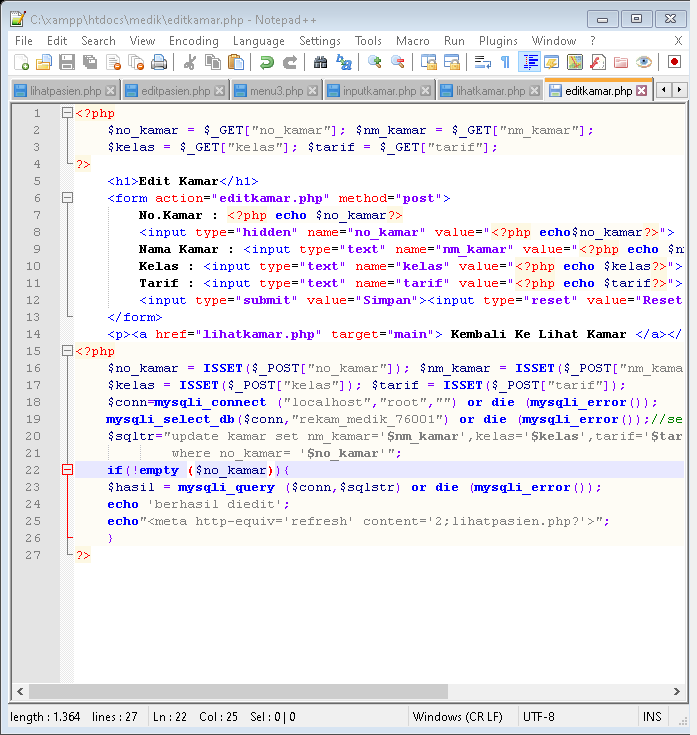 C:\xampp\htdocs\medik\editkamar.php - Notepad++
File Edit Search View Encoding Language Settings Tools Macro Run Plugins Window ? X
lihatpasien.php editpasien.php menu3.php inputkamar.php lihatkamar.php editkamar.php
1 <?php
2 $no_kamar = $_GET["no_kamar"]; $nm_kamar = $_GET["nm_kamar"];
3 $kelas = $_GET["kelas"]; $tarif = $_GET["tarif"];
4 ?>
5 <h1>Edit Kamar</h1>
6 <form action="editkamar.php" method="post">
7 No.Kamar : <?php echo $no_kamar?>
8 <input type="hidden" name="no_kamar" value="<?php echo$no_kamar?>">
9 Nama Kamar : <input type="text" name="nm_kamar" value="<?php echo $n
10 Kelas : <input type="text" name="kelas" value="<?php echo $kelas?>">
11 Tarif : <input type="text" name="tarif" value="<?php echo $tarif?>">
12 <input type="submit" value="Simpan"><input type="reset" value="Reset
13 </form>
14 <p><a href="lihatkamar.php" target="main"> Kembali Ke Lihat Kamar </a></
15 <?php
16 $no_kamar = ISSET($_POST["no_kamar"]); $nm_kamar = ISSET($_POST["nm_kama
17 $kelas = ISSET($_POST["kelas"]); $tarif = ISSET($_POST["tarif"]);
18 $conn=mysqli_connect ("localhost","root","") or die (mysqli_error());
19 mysqli_select_db($conn,"rekam_medik_76001") or die (mysqli_error());//se
20 $sqltr="update kamar set nm_kamar='$nm_kamar',kelas='$kelas',tarif='$tar
21 where no_kamar= '$no_kamar'";
22 if(!empty ($no_kamar)){
23 $hasil = mysqli_query ($conn,$sqlstr) or die (mysqli_error());
24 echo 'berhasil diedit';
25 echo"<meta http-equiv='refresh' content='2;lihatpasien.php?'>";
26 }
27 ?>
length : 1.364 lines : 27 Ln : 22 Col : 25 Sel : 0 | 0 Windows (CR LF) UTF-8 INS